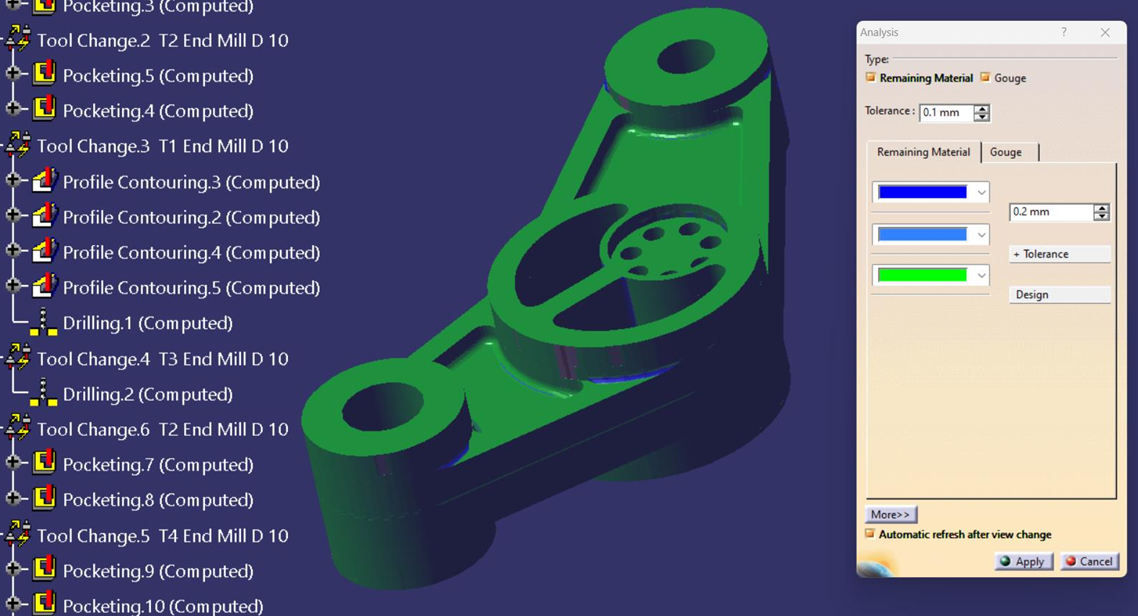 Pocketing.3 (Computed)
Tool Change.2 T2 End Mill D 10
Pocketing.5 (Computed)
Pocketing.4 (Computed)
Tool Change.3 T1 End Mill D 10
Profile Contouring.3 (Computed)
Profile Contouring.2 (Computed)
Profile Contouring.4 (Computed)
Profile Contouring.5 (Computed)
Drilling.1 (Computed)
Tool Change.4 T3 End Mill D 10
Drilling.2 (Computed)
Tool Change.6 T2 End Mill D 10
Pocketing.7 (Computed)
Pocketing.8 (Computed)
Tool Change.5 T4 End Mill D 10
Pocketing.9 (Computed)
Pocketing.10 (Computed)
Analysis ?
Type:
Remaining Material Gouge
Tolerance : 0.1 mm
Remaining Material Gouge
0.2 mm
+ Tolerance
Design
More>>
Automatic refresh after view change
Apply Cancel